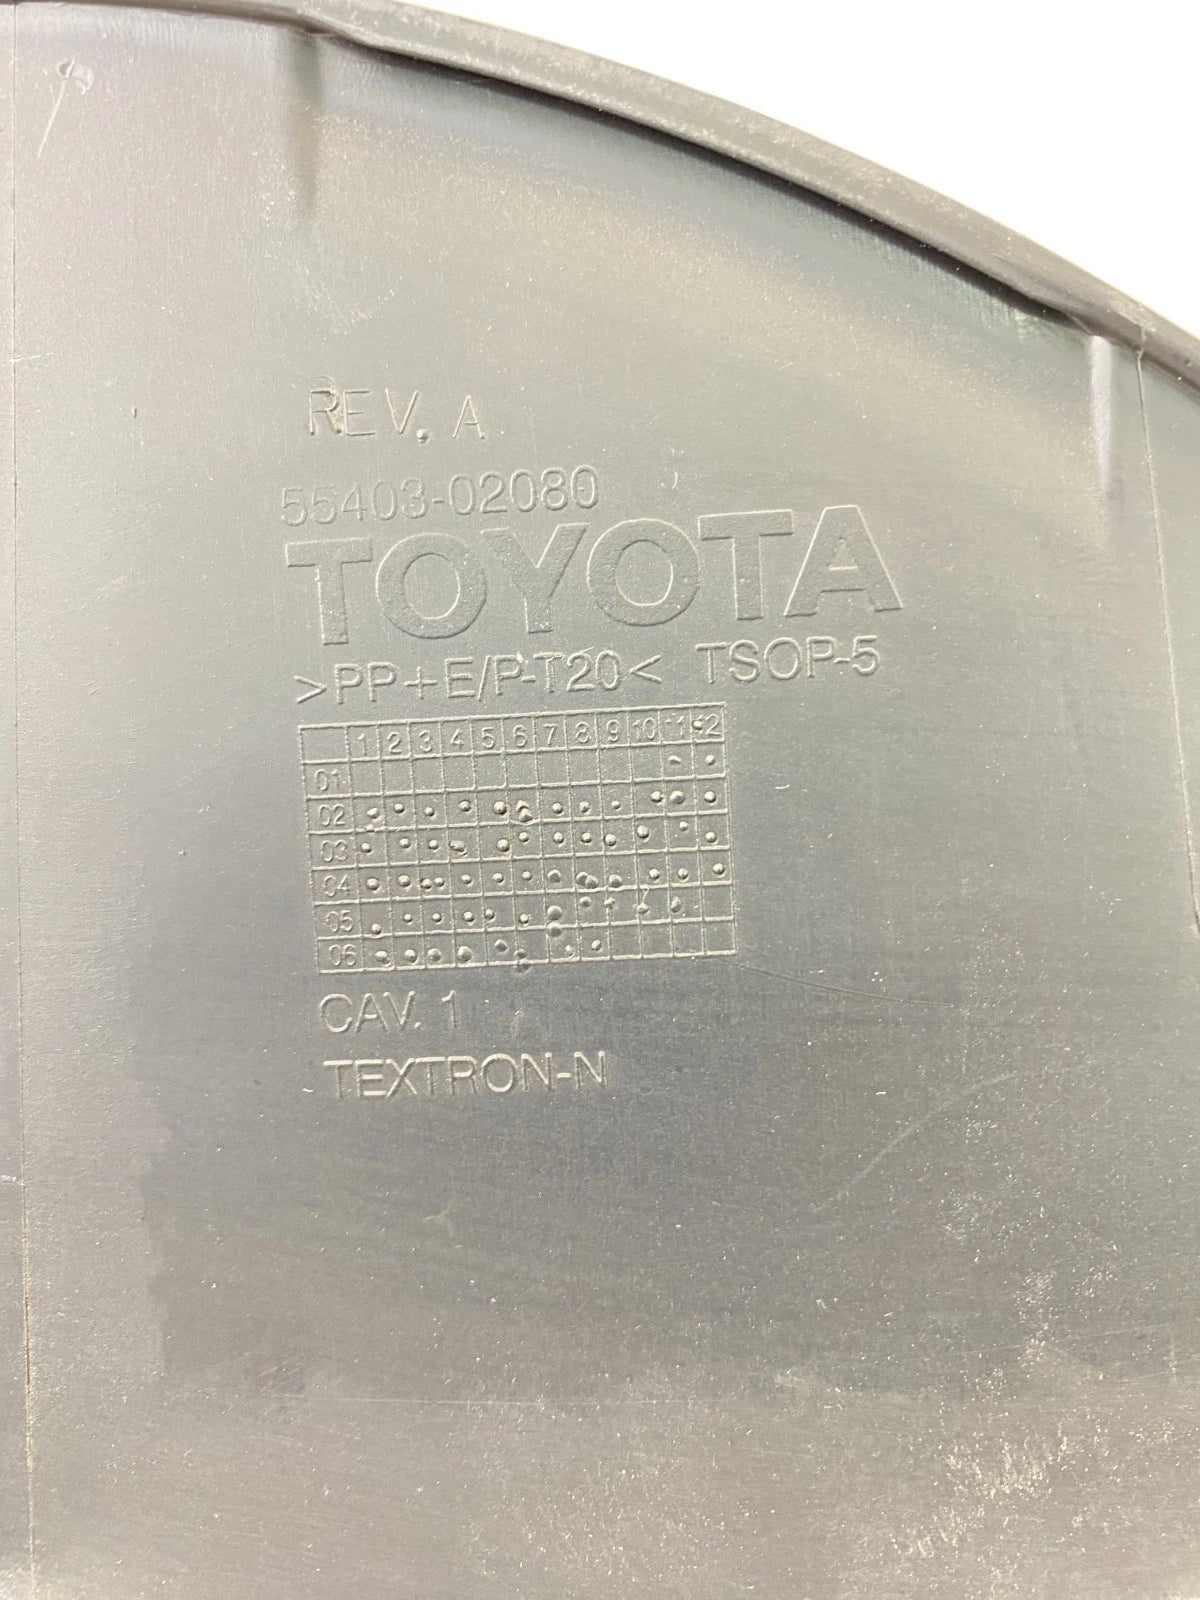 REV. A
55403-02080
TOYOTA
>PP+E/P-T20< TSOP-5
1 2 3 4 5 6 7 8 9 10 11 12
01
02
03
04
05
06
CAV. 1
TEXTRON-N